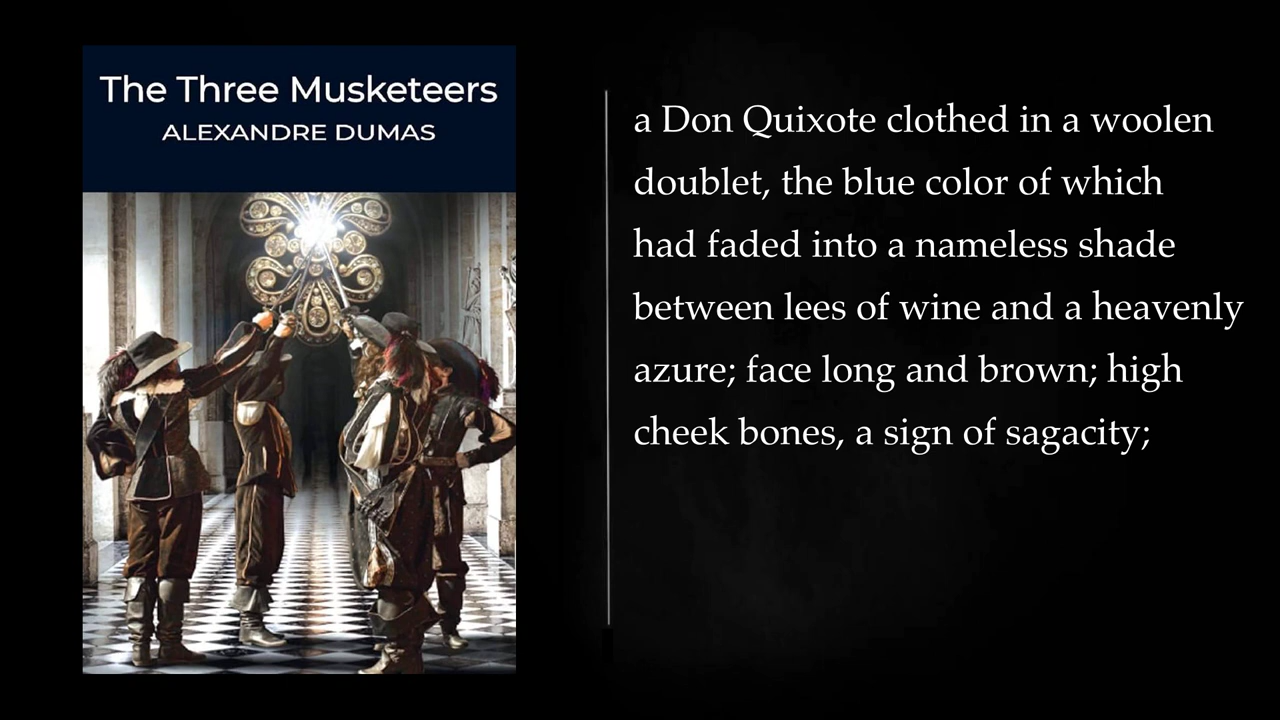 The Three Musketeers
ALEXANDRE DUMAS
a Don Quixote clothed in a woolen
doublet, the blue color of which
had faded into a nameless shade
between lees of wine and a heavenly
azure; face long and brown; high
cheek bones, a sign of sagacity;